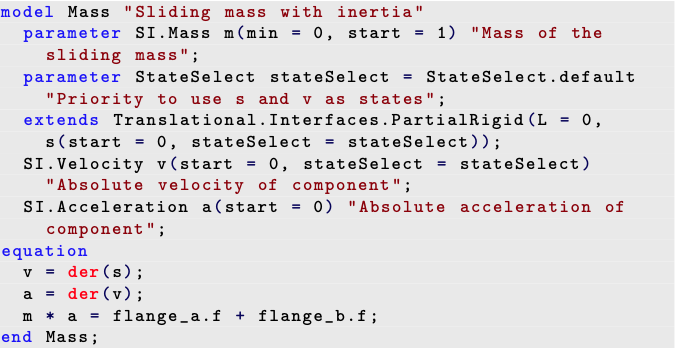 model Mass "Sliding mass with inertia"
parameter SI.Mass m(min = 0, start = 1) "Mass of the
sliding mass";
parameter StateSelect stateSelect = StateSelect.default
"Priority to use s and v as states";
extends Translational.Interfaces.PartialRigid(L = 0,
s(start = 0, stateSelect = stateSelect));
SI.Velocity v(start = 0, stateSelect = stateSelect)
"Absolute velocity of component";
SI.Acceleration a(start = 0) "Absolute acceleration of
component";
equation
v = der(s);
a = der(v);
m * a = flange_a.f + flange_b.f;
end Mass;